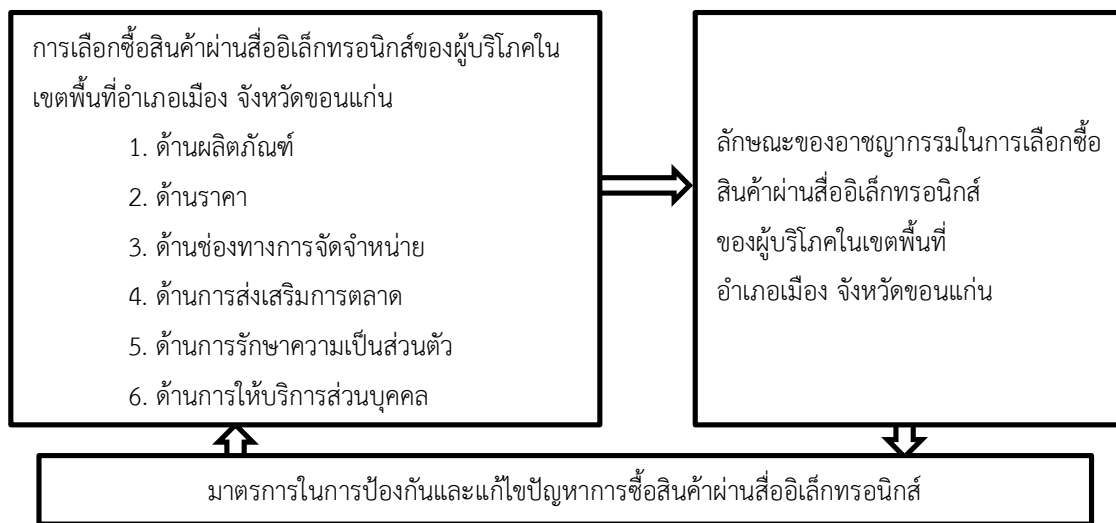 การเลือกซื้อสินค้าผ่านสื่ออิเล็กทรอนิกส์ของผู้บริโภคใน
เขตพื้นที่อำเภอเมือง จังหวัดขอนแก่น
1. ด้านผลิตภัณฑ์
2. ด้านราคา
3. ด้านช่องทางการจัดจำหน่าย
4. ด้านการส่งเสริมการตลาด
5. ด้านการรักษาความเป็นส่วนตัว
6. ด้านการให้บริการส่วนบุคคล
ลักษณะของอาชญากรรมในการเลือกซื้อ
สินค้าผ่านสื่ออิเล็กทรอนิกส์
ของผู้บริโภคในเขตพื้นที่
อำเภอเมือง จังหวัดขอนแก่น
มาตรการในการป้องกันและแก้ไขปัญหาการซื้อสินค้าผ่านสื่ออิเล็กทรอนิกส์